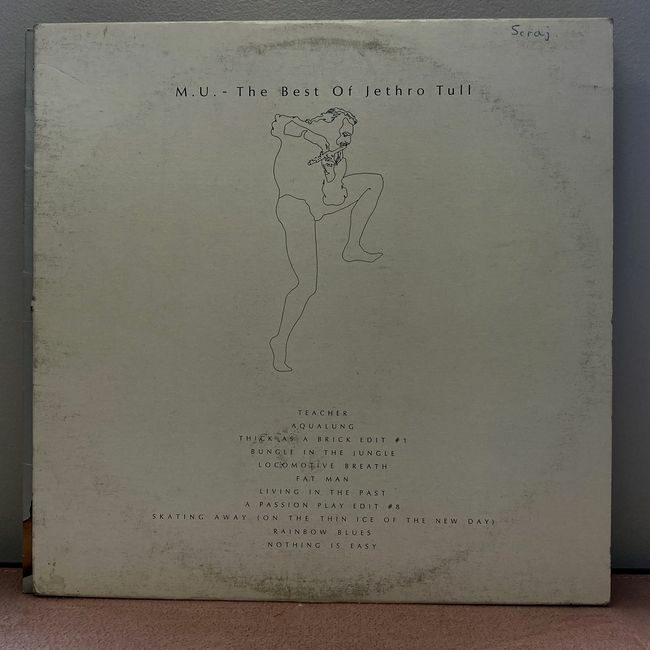 Seraj.
M.U. - The Best Of Jethro Tull
TEACHER
AQUALUNG
THICK AS A BRICK EDIT #1
BUNGLE IN THE JUNGLE
LOCOMOTIVE BREATH
FAT MAN
LIVING IN THE PAST
A PASSION PLAY EDIT #8
SKATING AWAY (ON THE THIN ICE OF THE NEW DAY)
RAINBOW BLUES
NOTHING IS EASY